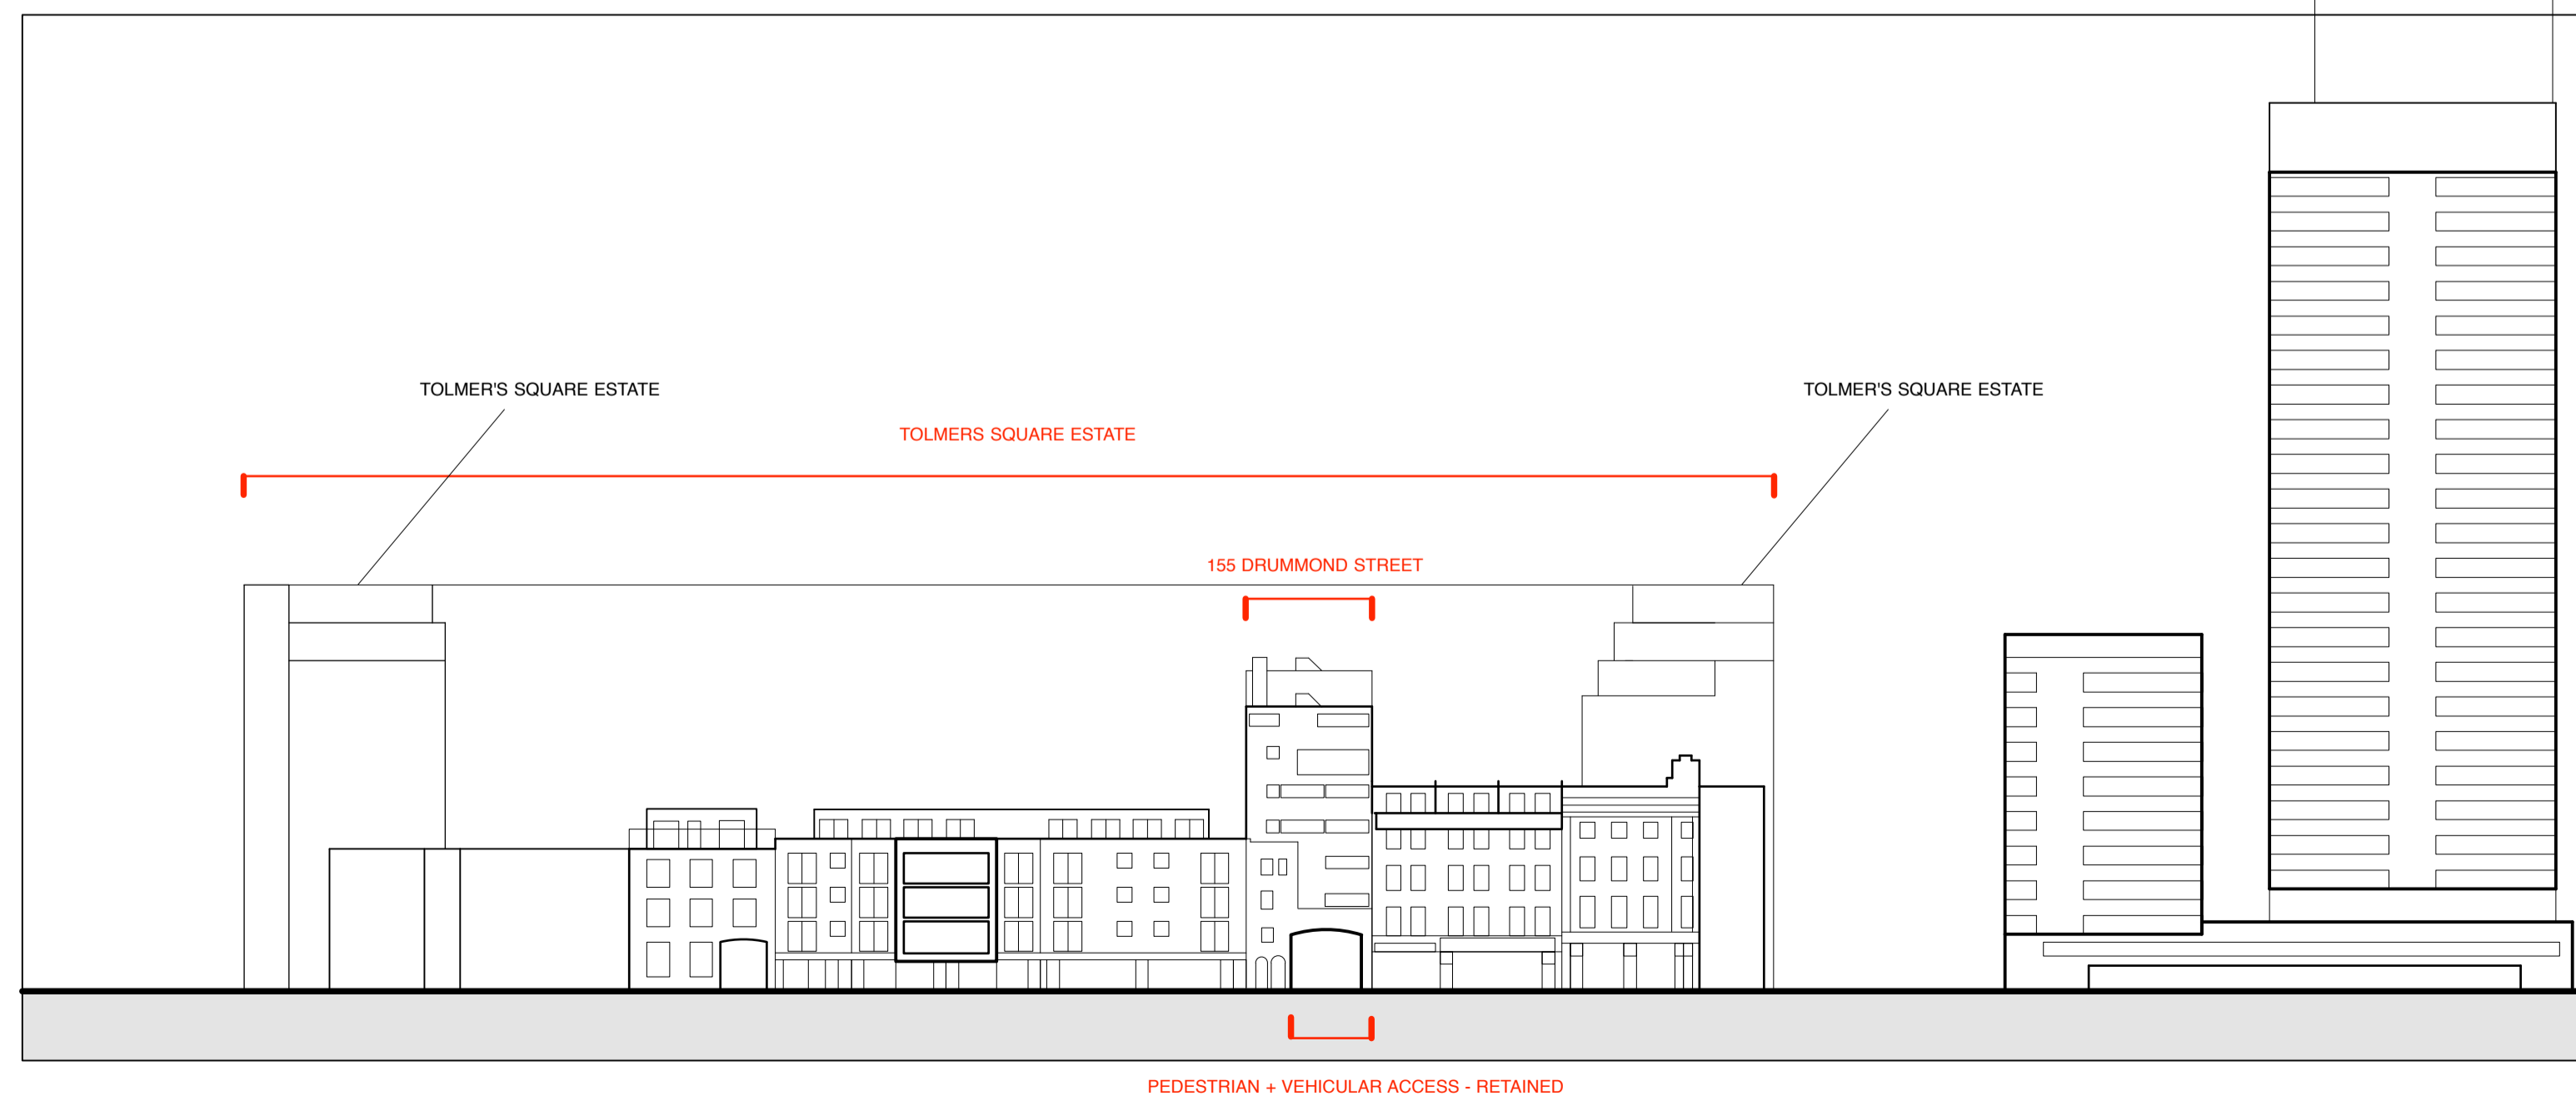 TOLMER'S SQUARE ESTATE
TOLMER'S SQUARE ESTATE
TOLMERS SQUARE ESTATE
155 DRUMMOND STREET
PEDESTRIAN + VEHICULAR ACCESS - RETAINED